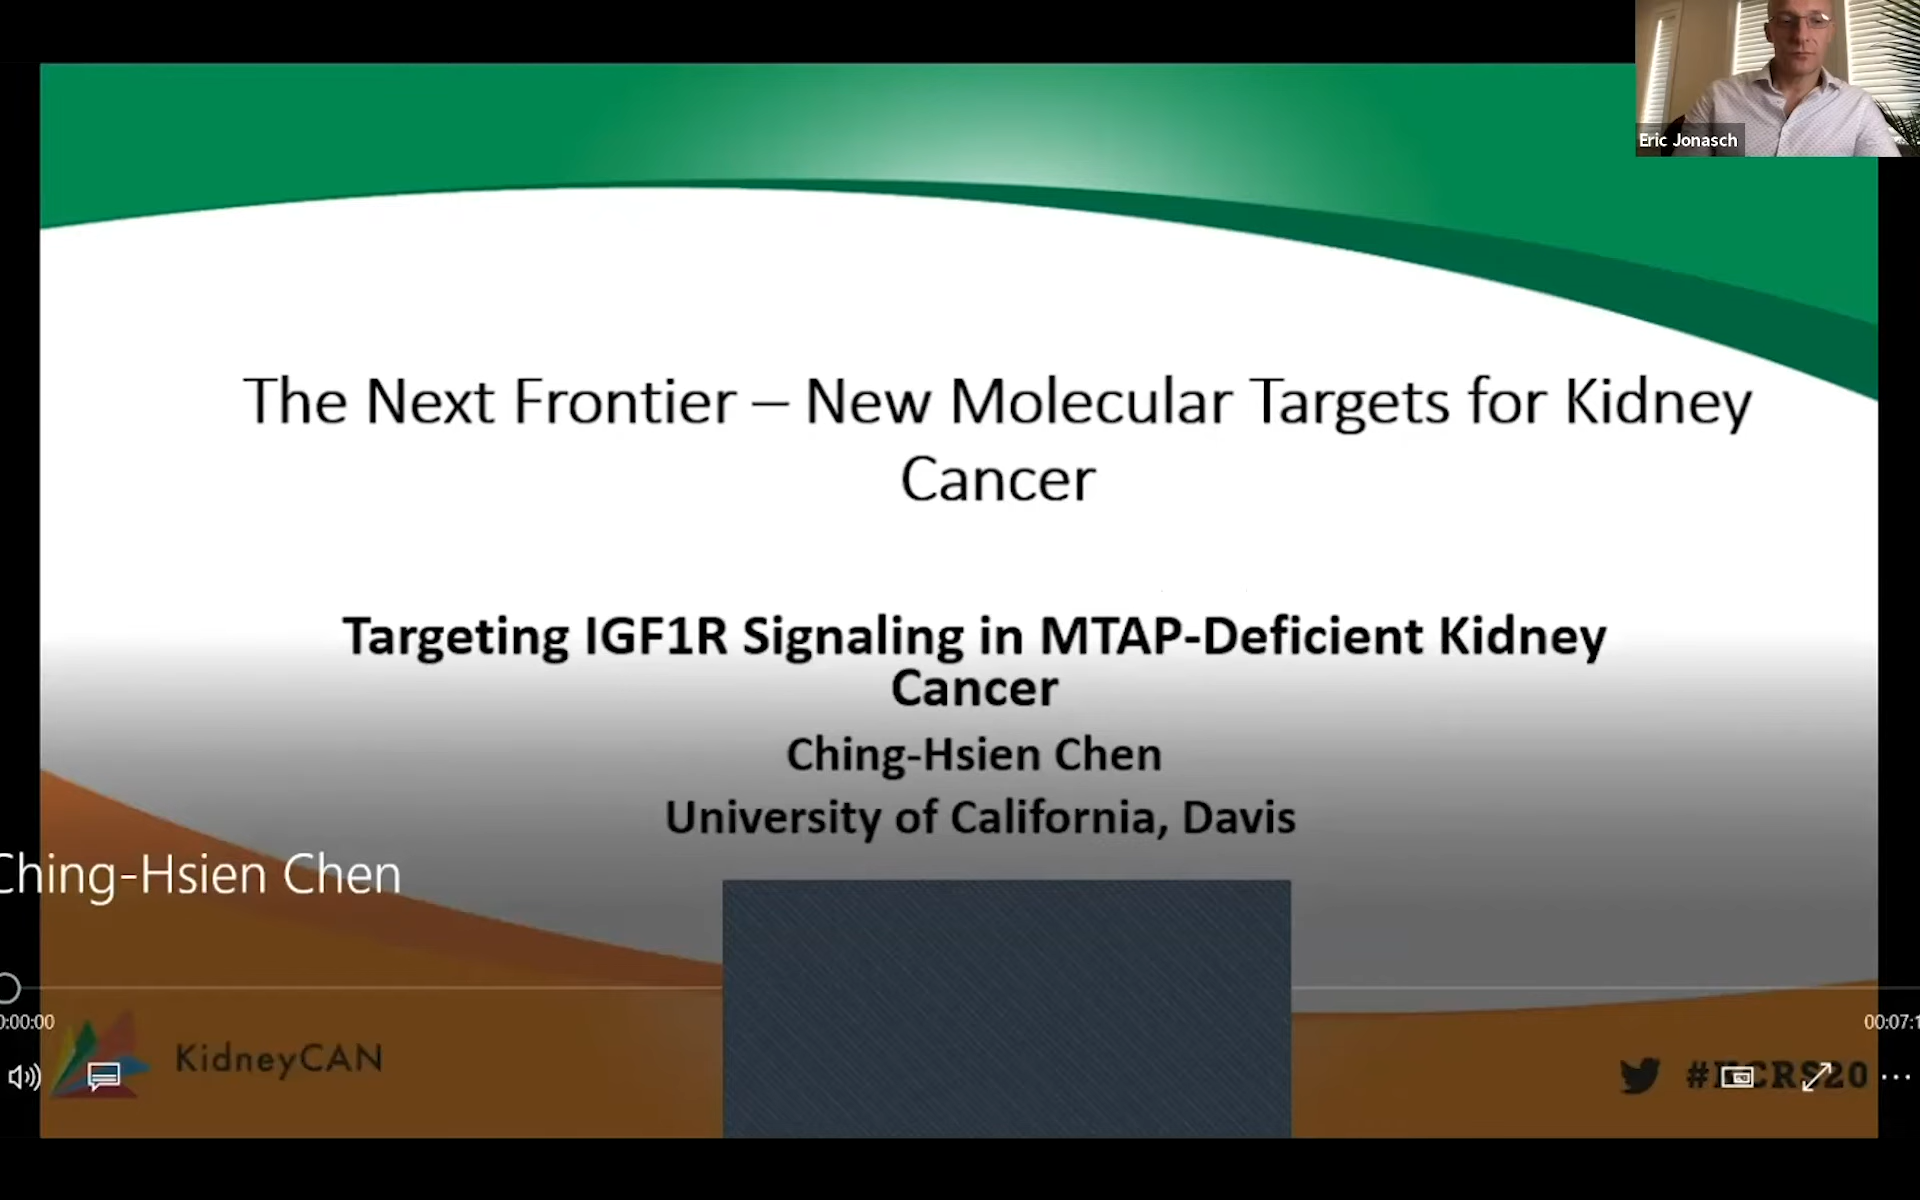 Eric Jonasch
The Next Frontier – New Molecular Targets for Kidney
Cancer
Targeting IGF1R Signaling in MTAP-Deficient Kidney
Cancer
Ching-Hsien Chen
University of California, Davis
Ching-Hsien Chen
0:00:00
00:07:1
KidneyCAN
#KCRS20